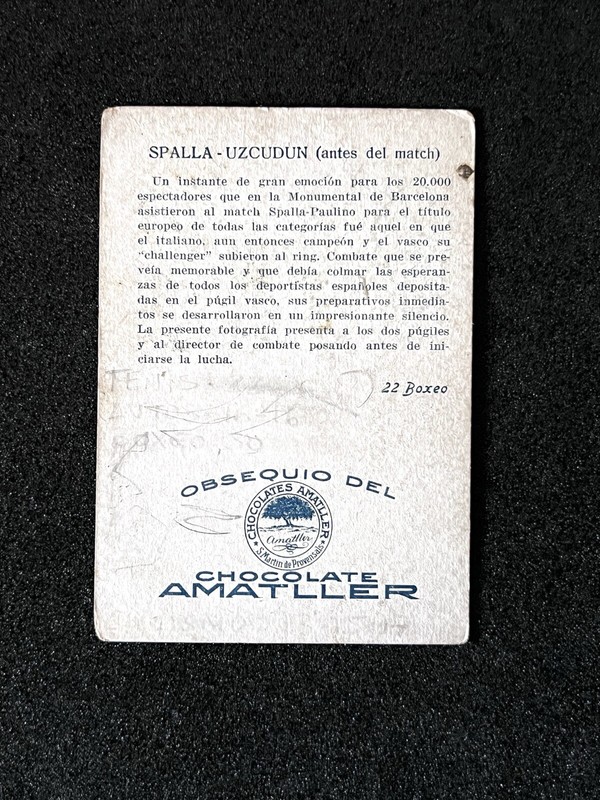 SPALLA - UZCUDUN (antes del match)
Un instante de gran emoción para los 20.000
espectadores que en la Monumental de Barcelona
asistieron al match Spalla-Paulino para el título
europeo de todas las categorías fué aquel en que
el italiano, aun entonces campeón y el vasco su
"challenger" subieron al ring. Combate que se pre-
veía memorable y que debía colmar las esperan-
zas de todos los deportistas españoles deposita-
das en el púgil vasco, sus preparativos inmedia-
tos se desarrollaron en un impresionante silencio.
La presente fotografía presenta a los dos púgiles
y al director de combate posando antes de ini-
ciarse la lucha.
22 Boxeo
OBSEQUIO DEL
CHOCOLATES AMATLLER
Amatller
S. Martin de Provensals
CHOCOLATE
AMATLLER